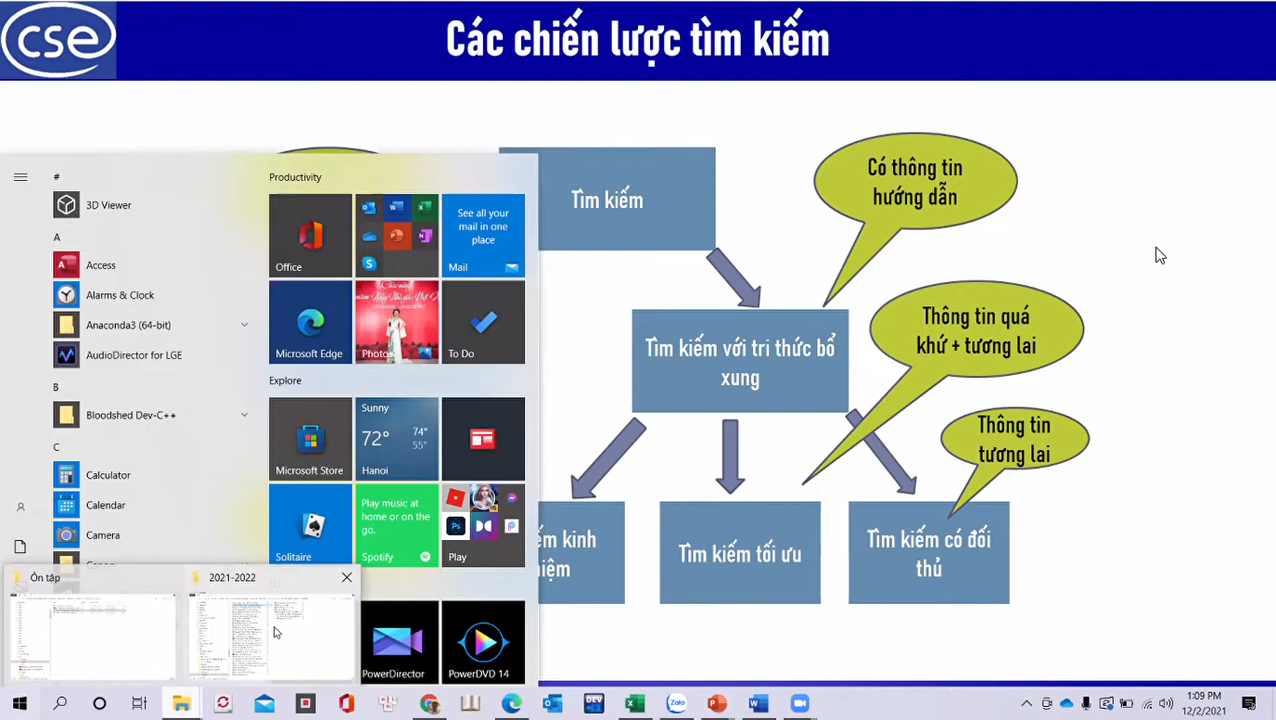 cse
Các chiến lược tìm kiếm
Tìm kiếm
Có thông tin
hướng dẫn
Tìm kiếm với tri thức bổ
xung
Thông tin quá
khứ + tương lai
Thông tin
tương lai
kinh
Tìm kiếm tối ưu
Tìm kiếm có đối
thủ
#
3D Viewer
A
Access
Alarms & Clock
Anaconda3 (64-bit)
AudioDirector for LGE
B
Bloodshed Dev-C++
C
Calculator
Calendar
Camera
Productivity
Office
See all your
mail in one
place
Mail
Microsoft Edge
Photos
To Do
Explore
Microsoft Store
Sunny
72° 74°
55°
Hanoi
Solitaire
Play music at
home or on the
go.
Spotify
Play
PowerDirector
PowerDVD 14
Ôn tập
2021-2022
DEV
1:09 PM
12/2/2021